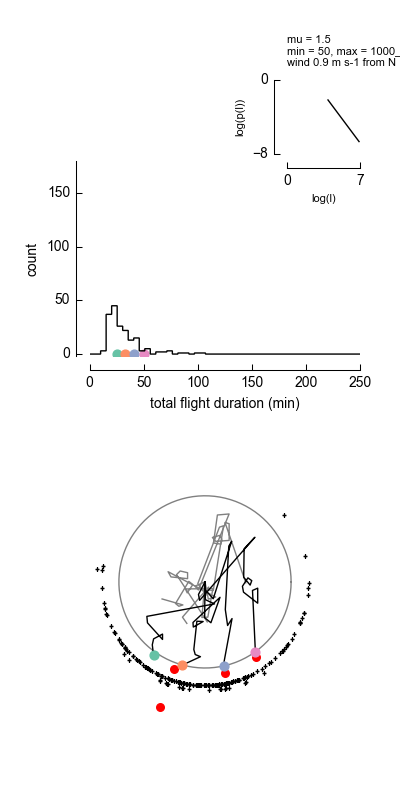 mu = 1.5
min = 50, max = 1000_
wind 0.9 m s-1 from N
0
log(p(l))
−8
0 7
log(l)
150
100
50
0
count
0 50 100 150 200 250
total flight duration (min)